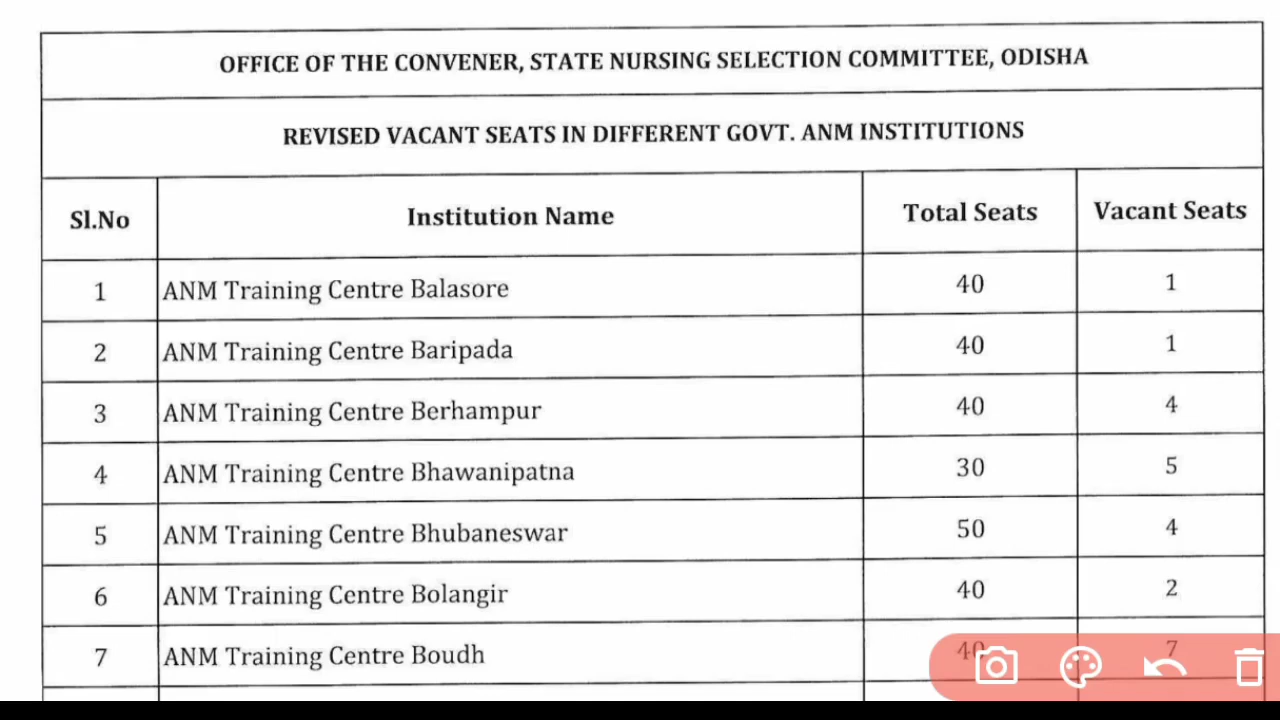 OFFICE OF THE CONVENER, STATE NURSING SELECTION COMMITTEE, ODISHA
REVISED VACANT SEATS IN DIFFERENT GOVT. ANM INSTITUTIONS
Sl.No Institution Name Total Seats Vacant Seats
1 ANM Training Centre Balasore 40 1
2 ANM Training Centre Baripada 40 1
3 ANM Training Centre Berhampur 40 4
4 ANM Training Centre Bhawanipatna 30 5
5 ANM Training Centre Bhubaneswar 50 4
6 ANM Training Centre Bolangir 40 2
7 ANM Training Centre Boudh 40 7